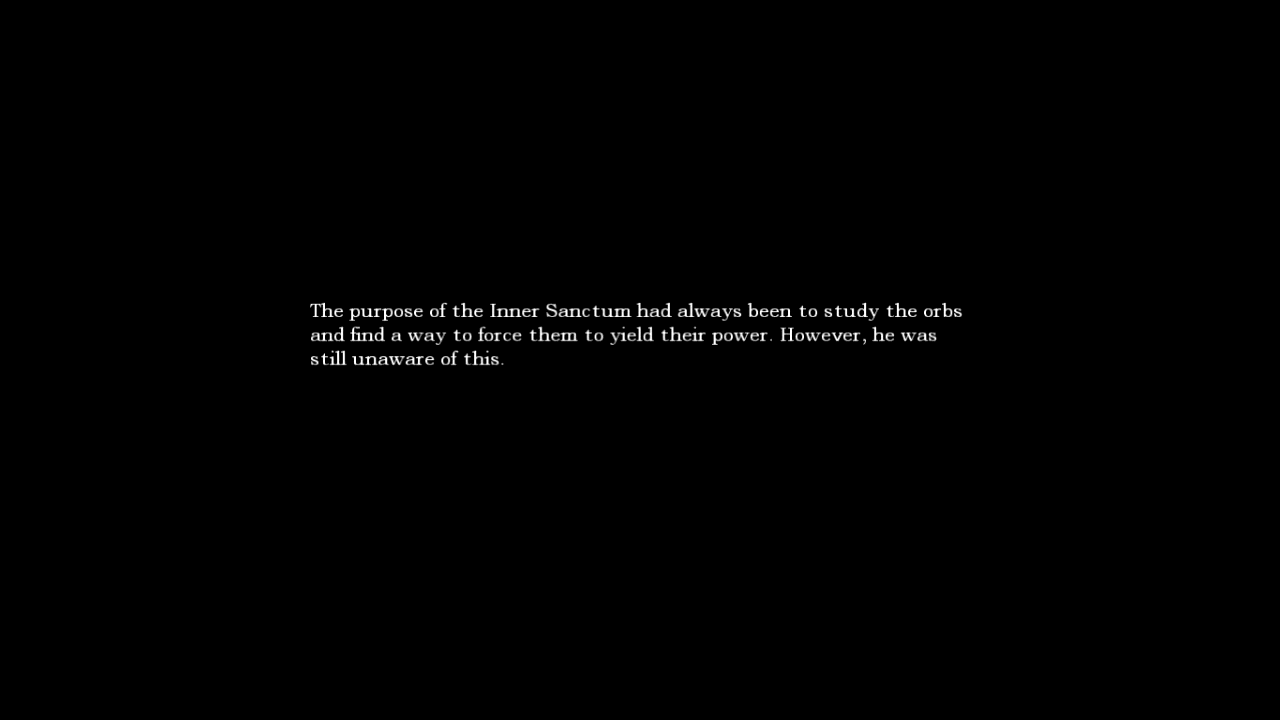 The purpose of the Inner Sanctum had always been to study the orbs
and find a way to force them to yield their power. However, he was
still unaware of this.